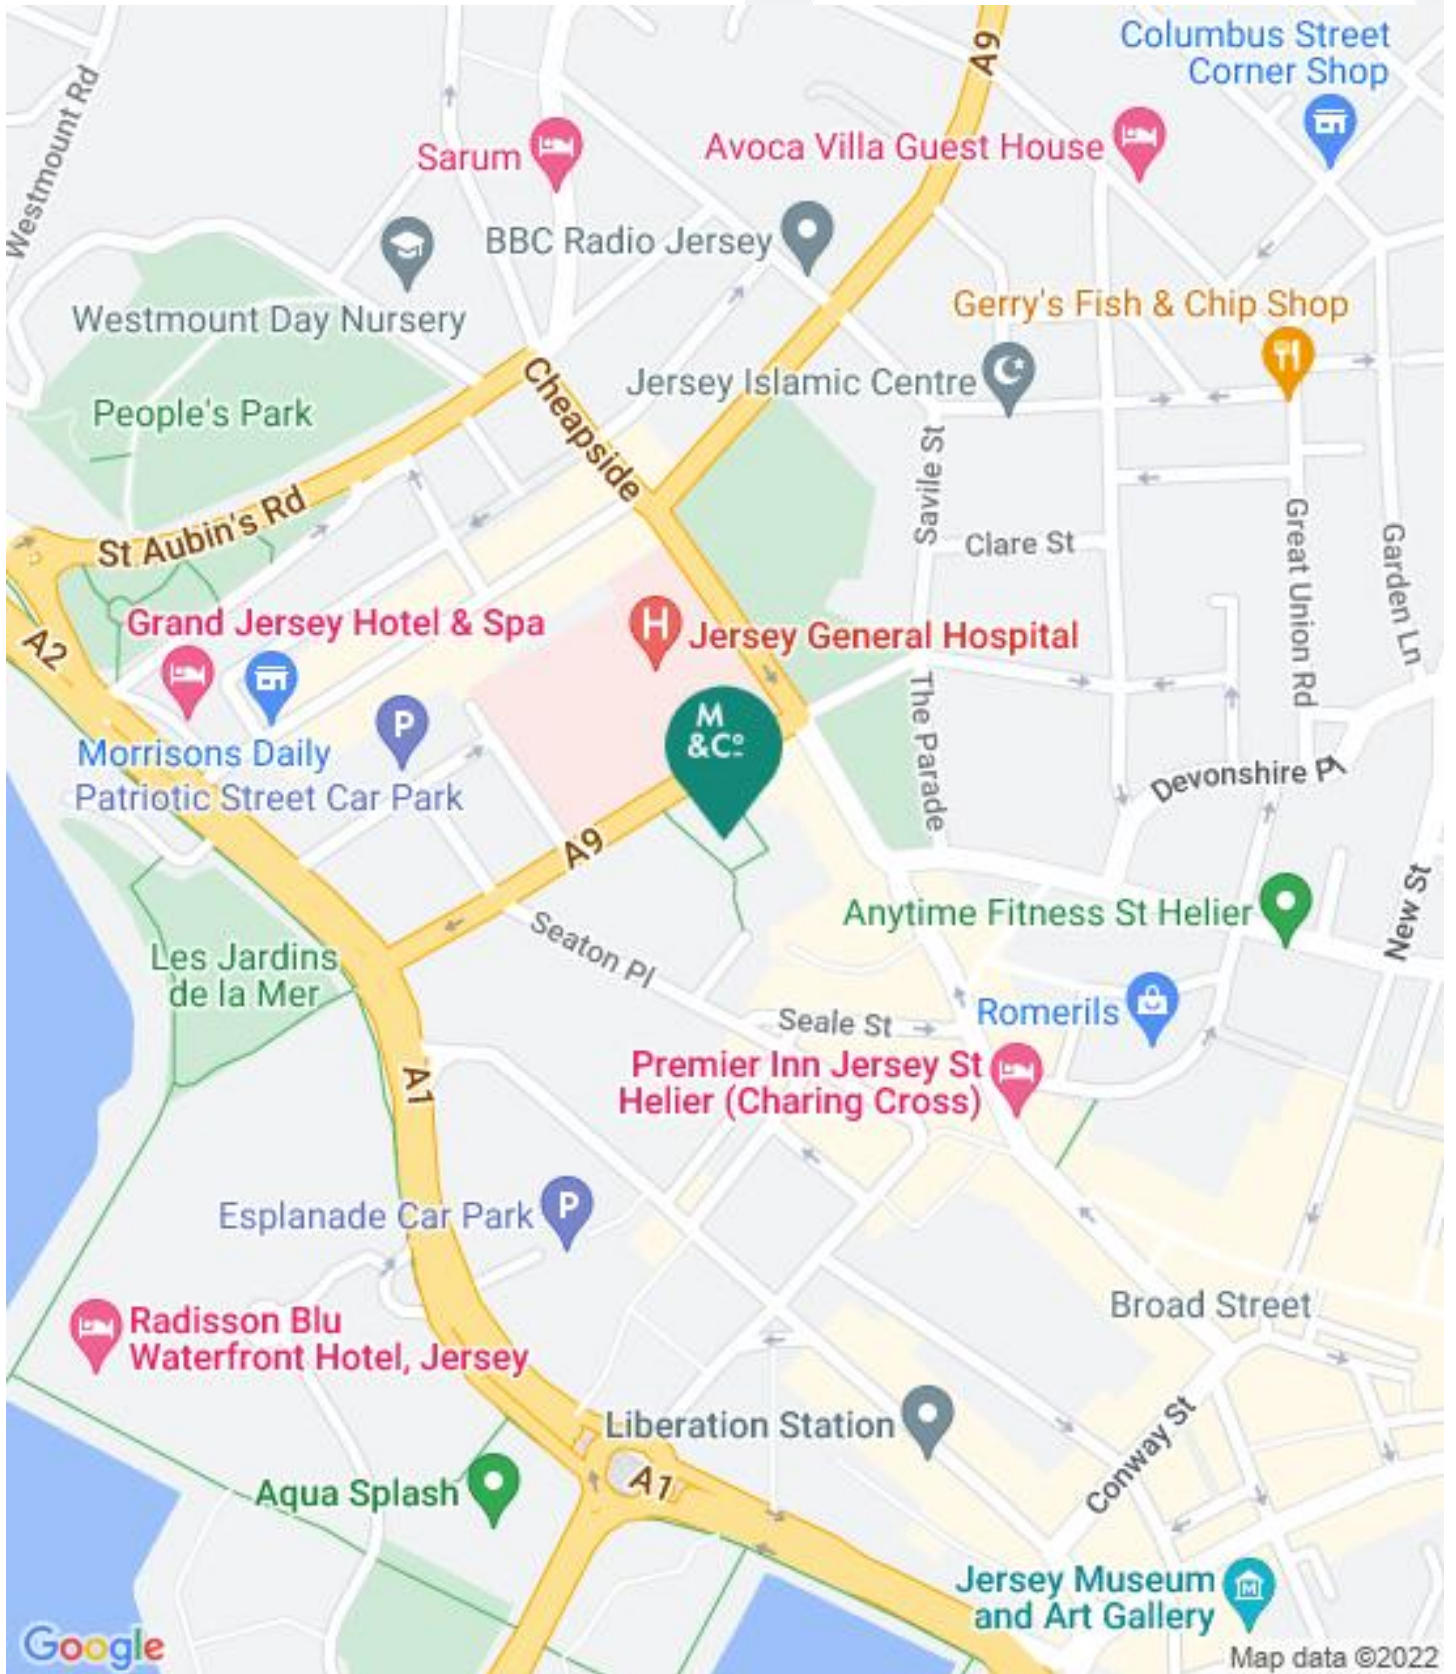 A9
Columbus Street
Corner Shop
Westmount Rd
Sarum
Avoca Villa Guest House
BBC Radio Jersey
Westmount Day Nursery
Gerry's Fish & Chip Shop
Jersey Islamic Centre
People's Park
Cheapside
Savile St
St Aubin's Rd
Clare St
Great Union Rd
Garden Ln
A2
Grand Jersey Hotel & Spa
H
Jersey General Hospital
The Parade
M
&Co
P
Morrisons Daily
Patriotic Street Car Park
Devonshire Pl
A9
Anytime Fitness St Helier
New St
Seaton Pl
Les Jardins
de la Mer
Seale St
Romerils
Premier Inn Jersey St
Helier (Charing Cross)
A1
Esplanade Car Park
P
Radisson Blu
Waterfront Hotel, Jersey
Broad Street
Liberation Station
Conway St
Aqua Splash
A1
Jersey Museum
and Art Gallery
M
Google
Map data ©2022